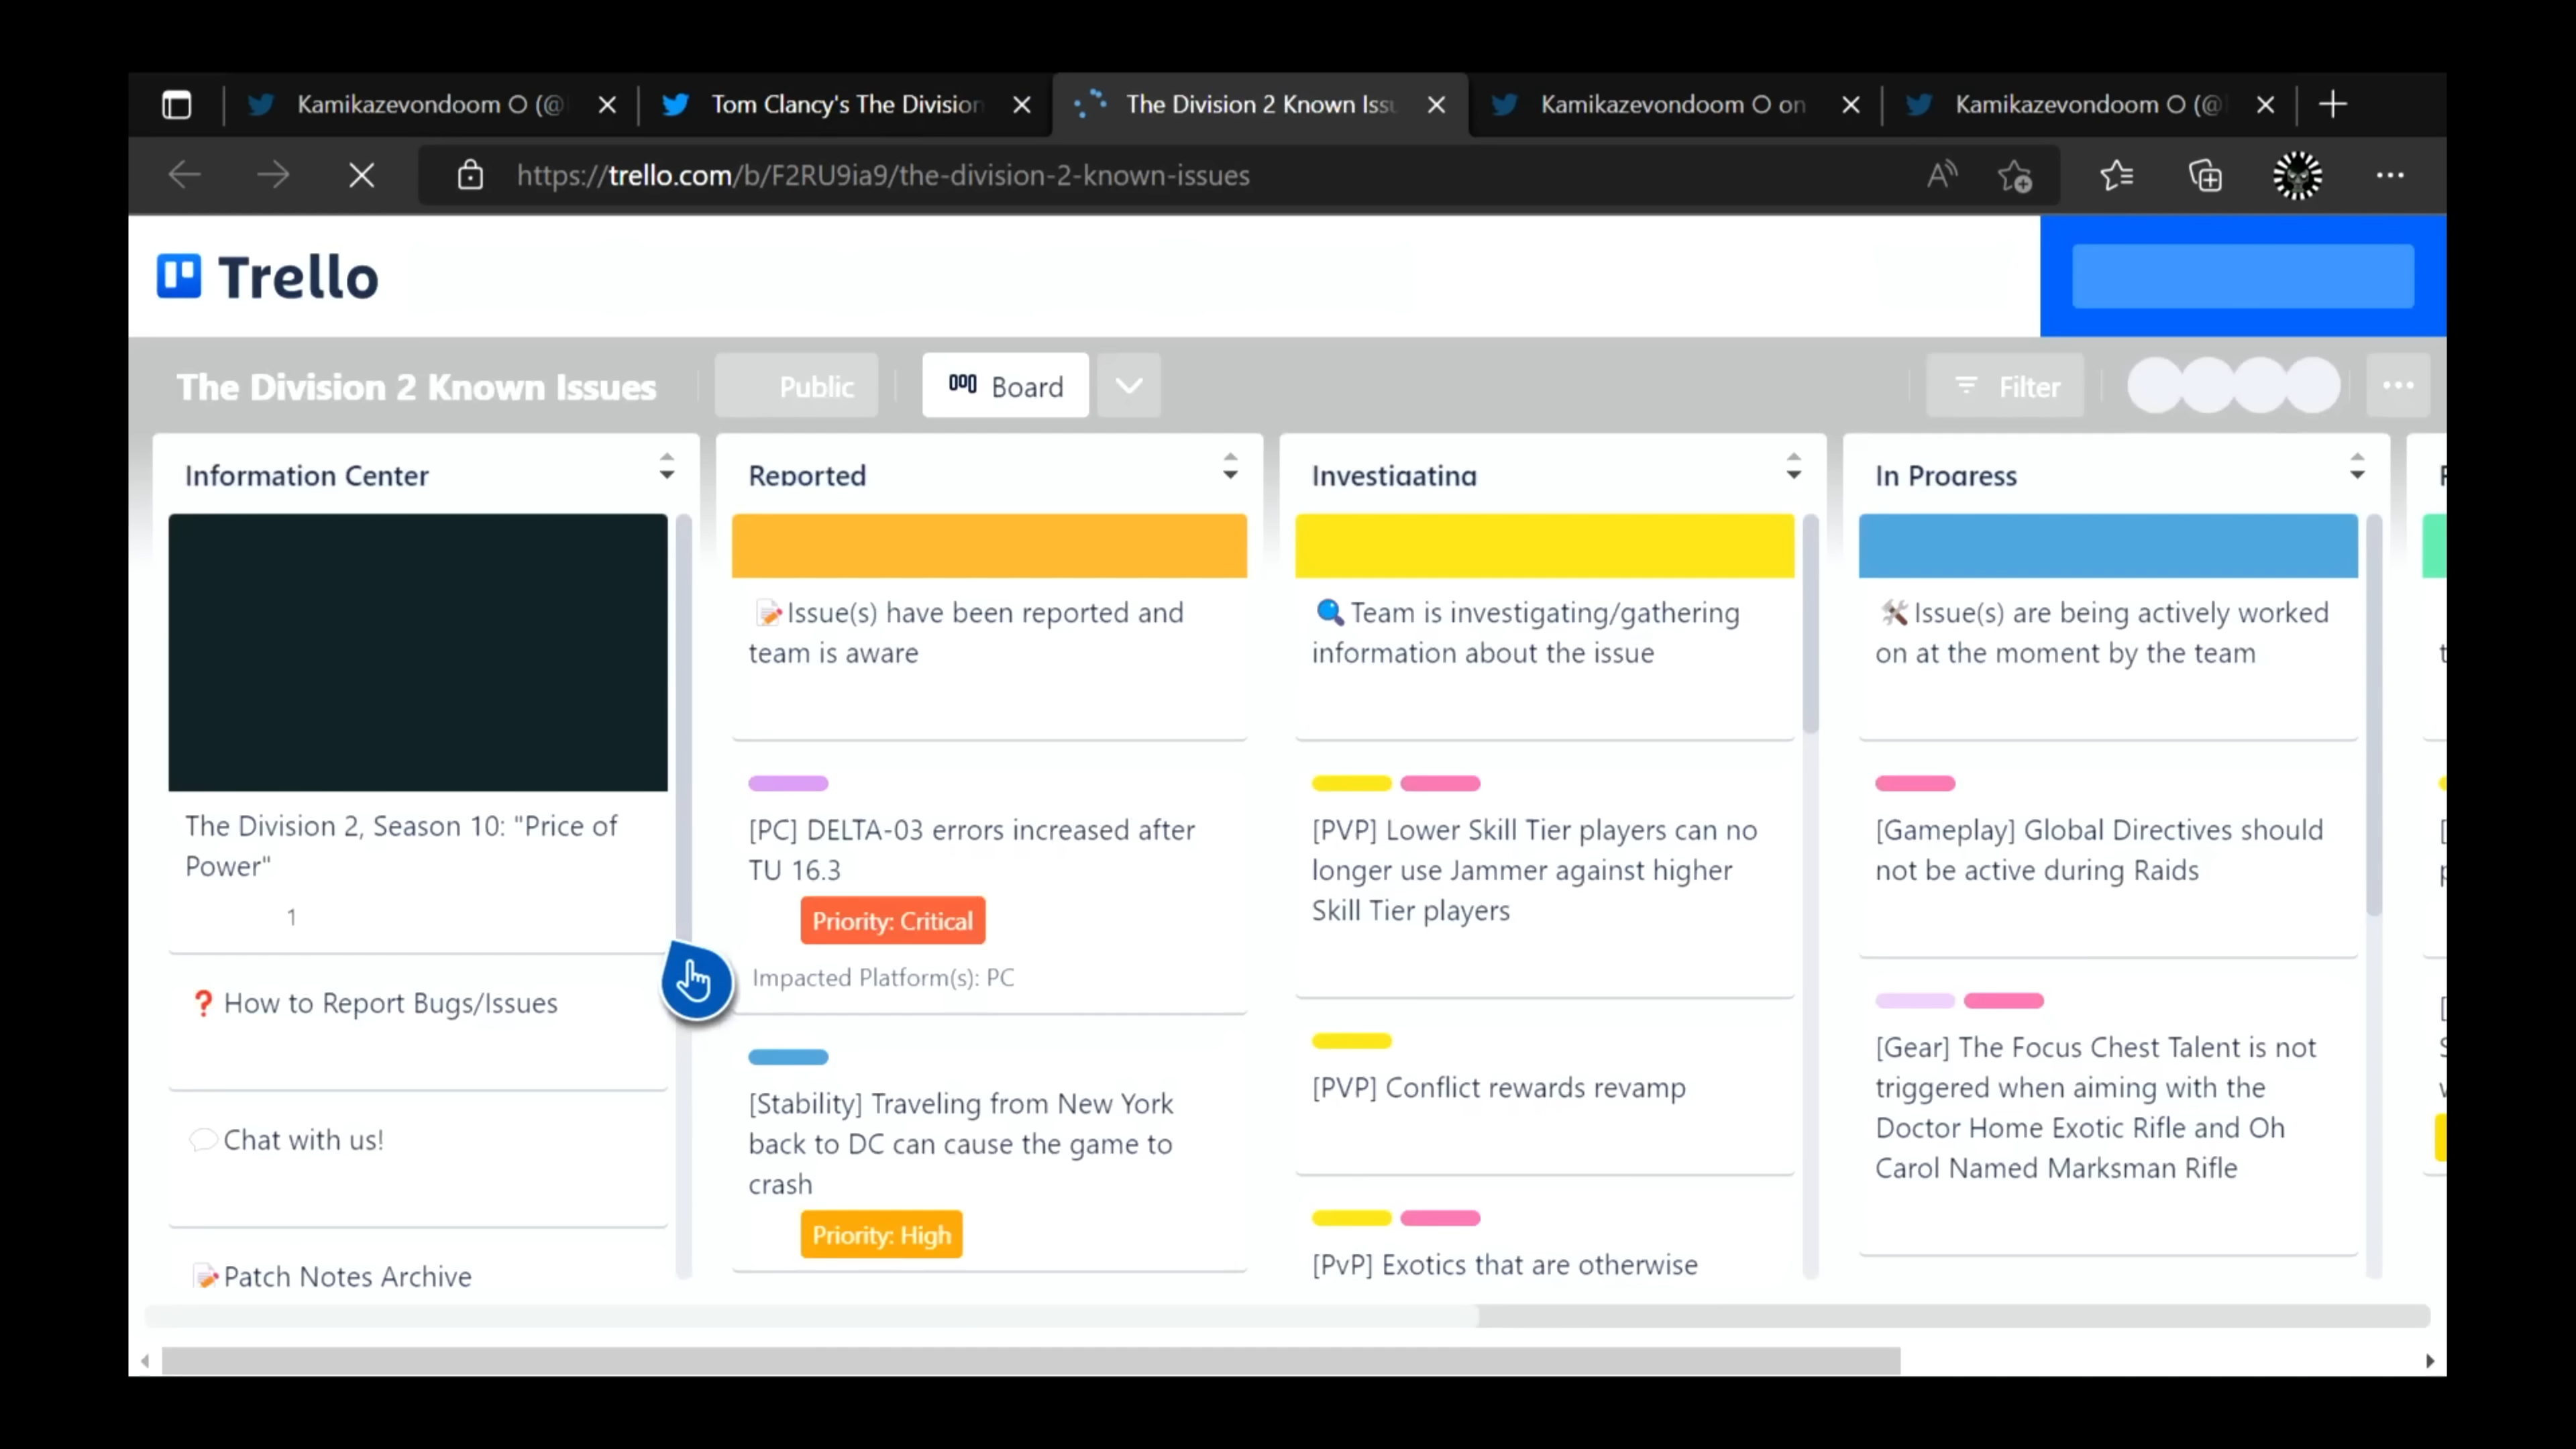 Kamikazevondoom O (@
Tom Clancy's The Division
The Division 2 Known Issu
Kamikazevondoom O on
Kamikazevondoom O (@
https://trello.com/b/F2RU9ia9/the-division-2-known-issues
Trello
The Division 2 Known Issues
Public
Board
Filter
Information Center
The Division 2, Season 10: "Price of
Power"
1
❓ How to Report Bugs/Issues
💬 Chat with us!
📝 Patch Notes Archive
Reported
📝 Issue(s) have been reported and
team is aware
[PC] DELTA-03 errors increased after
TU 16.3
Priority: Critical
Impacted Platform(s): PC
[Stability] Traveling from New York
back to DC can cause the game to
crash
Priority: High
Investigating
🔍 Team is investigating/gathering
information about the issue
[PVP] Lower Skill Tier players can no
longer use Jammer against higher
Skill Tier players
[PVP] Conflict rewards revamp
[PvP] Exotics that are otherwise
In Progress
🛠 Issue(s) are being actively worked
on at the moment by the team
[Gameplay] Global Directives should
not be active during Raids
[Gear] The Focus Chest Talent is not
triggered when aiming with the
Doctor Home Exotic Rifle and Oh
Carol Named Marksman Rifle